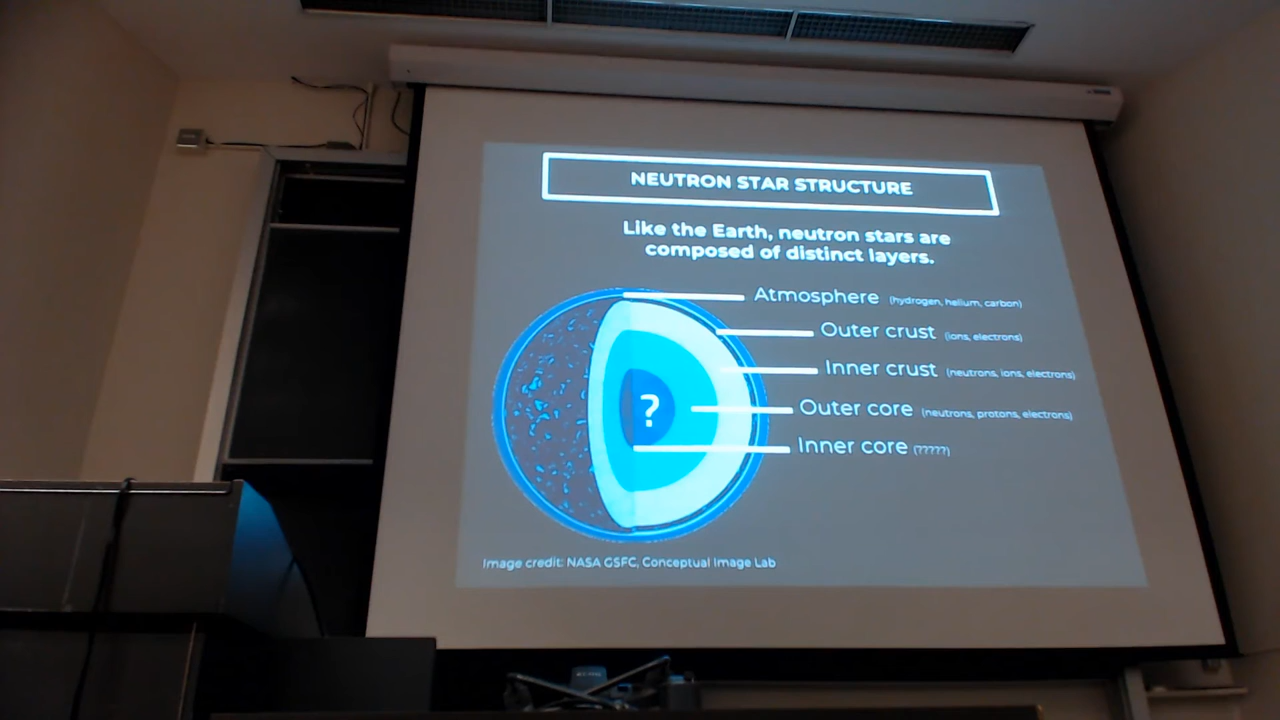 NEUTRON STAR STRUCTURE
Like the Earth, neutron stars are
composed of distinct layers.
Atmosphere (hydrogen, helium, carbon)
Outer crust (ions, electrons)
Inner crust (neutrons, ions, electrons)
Outer core (neutrons, protons, electrons)
?
Inner core (?????)
Image credit: NASA GSFC, Conceptual Image Lab